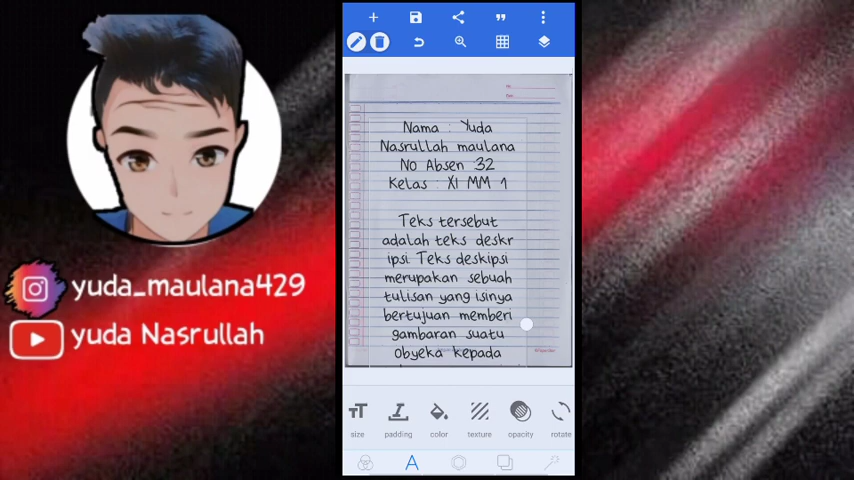 yuda_maulana429
yuda Nasrullah
Nama : Yuda
Nasrullah maulana
No Absen 32
Kelas : XI MM 1
Teks tersebut
adalah teks deskr
ipsi Teks deskipsi
merupakan sebuah
tulisan yang isinya
bertujuan memberi
gambaran suatu
obyeka kepada
size
padding
color
texture
opacity
rotate